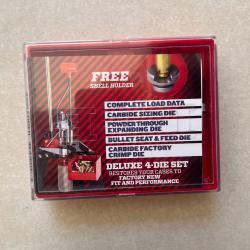 FREE
SHELL HOLDER
COMPLETE LOAD DATA
CARBIDE SIZING DIE
POWDER THROUGH
EXPANDING DIE
BULLET SEAT & FEED DIE
CARBIDE FACTORY
CRIMP DIE
DELUXE 4-DIE SET
RESTORES YOUR CASES TO
FACTORY NEW
FIT AND PERFORMANCE